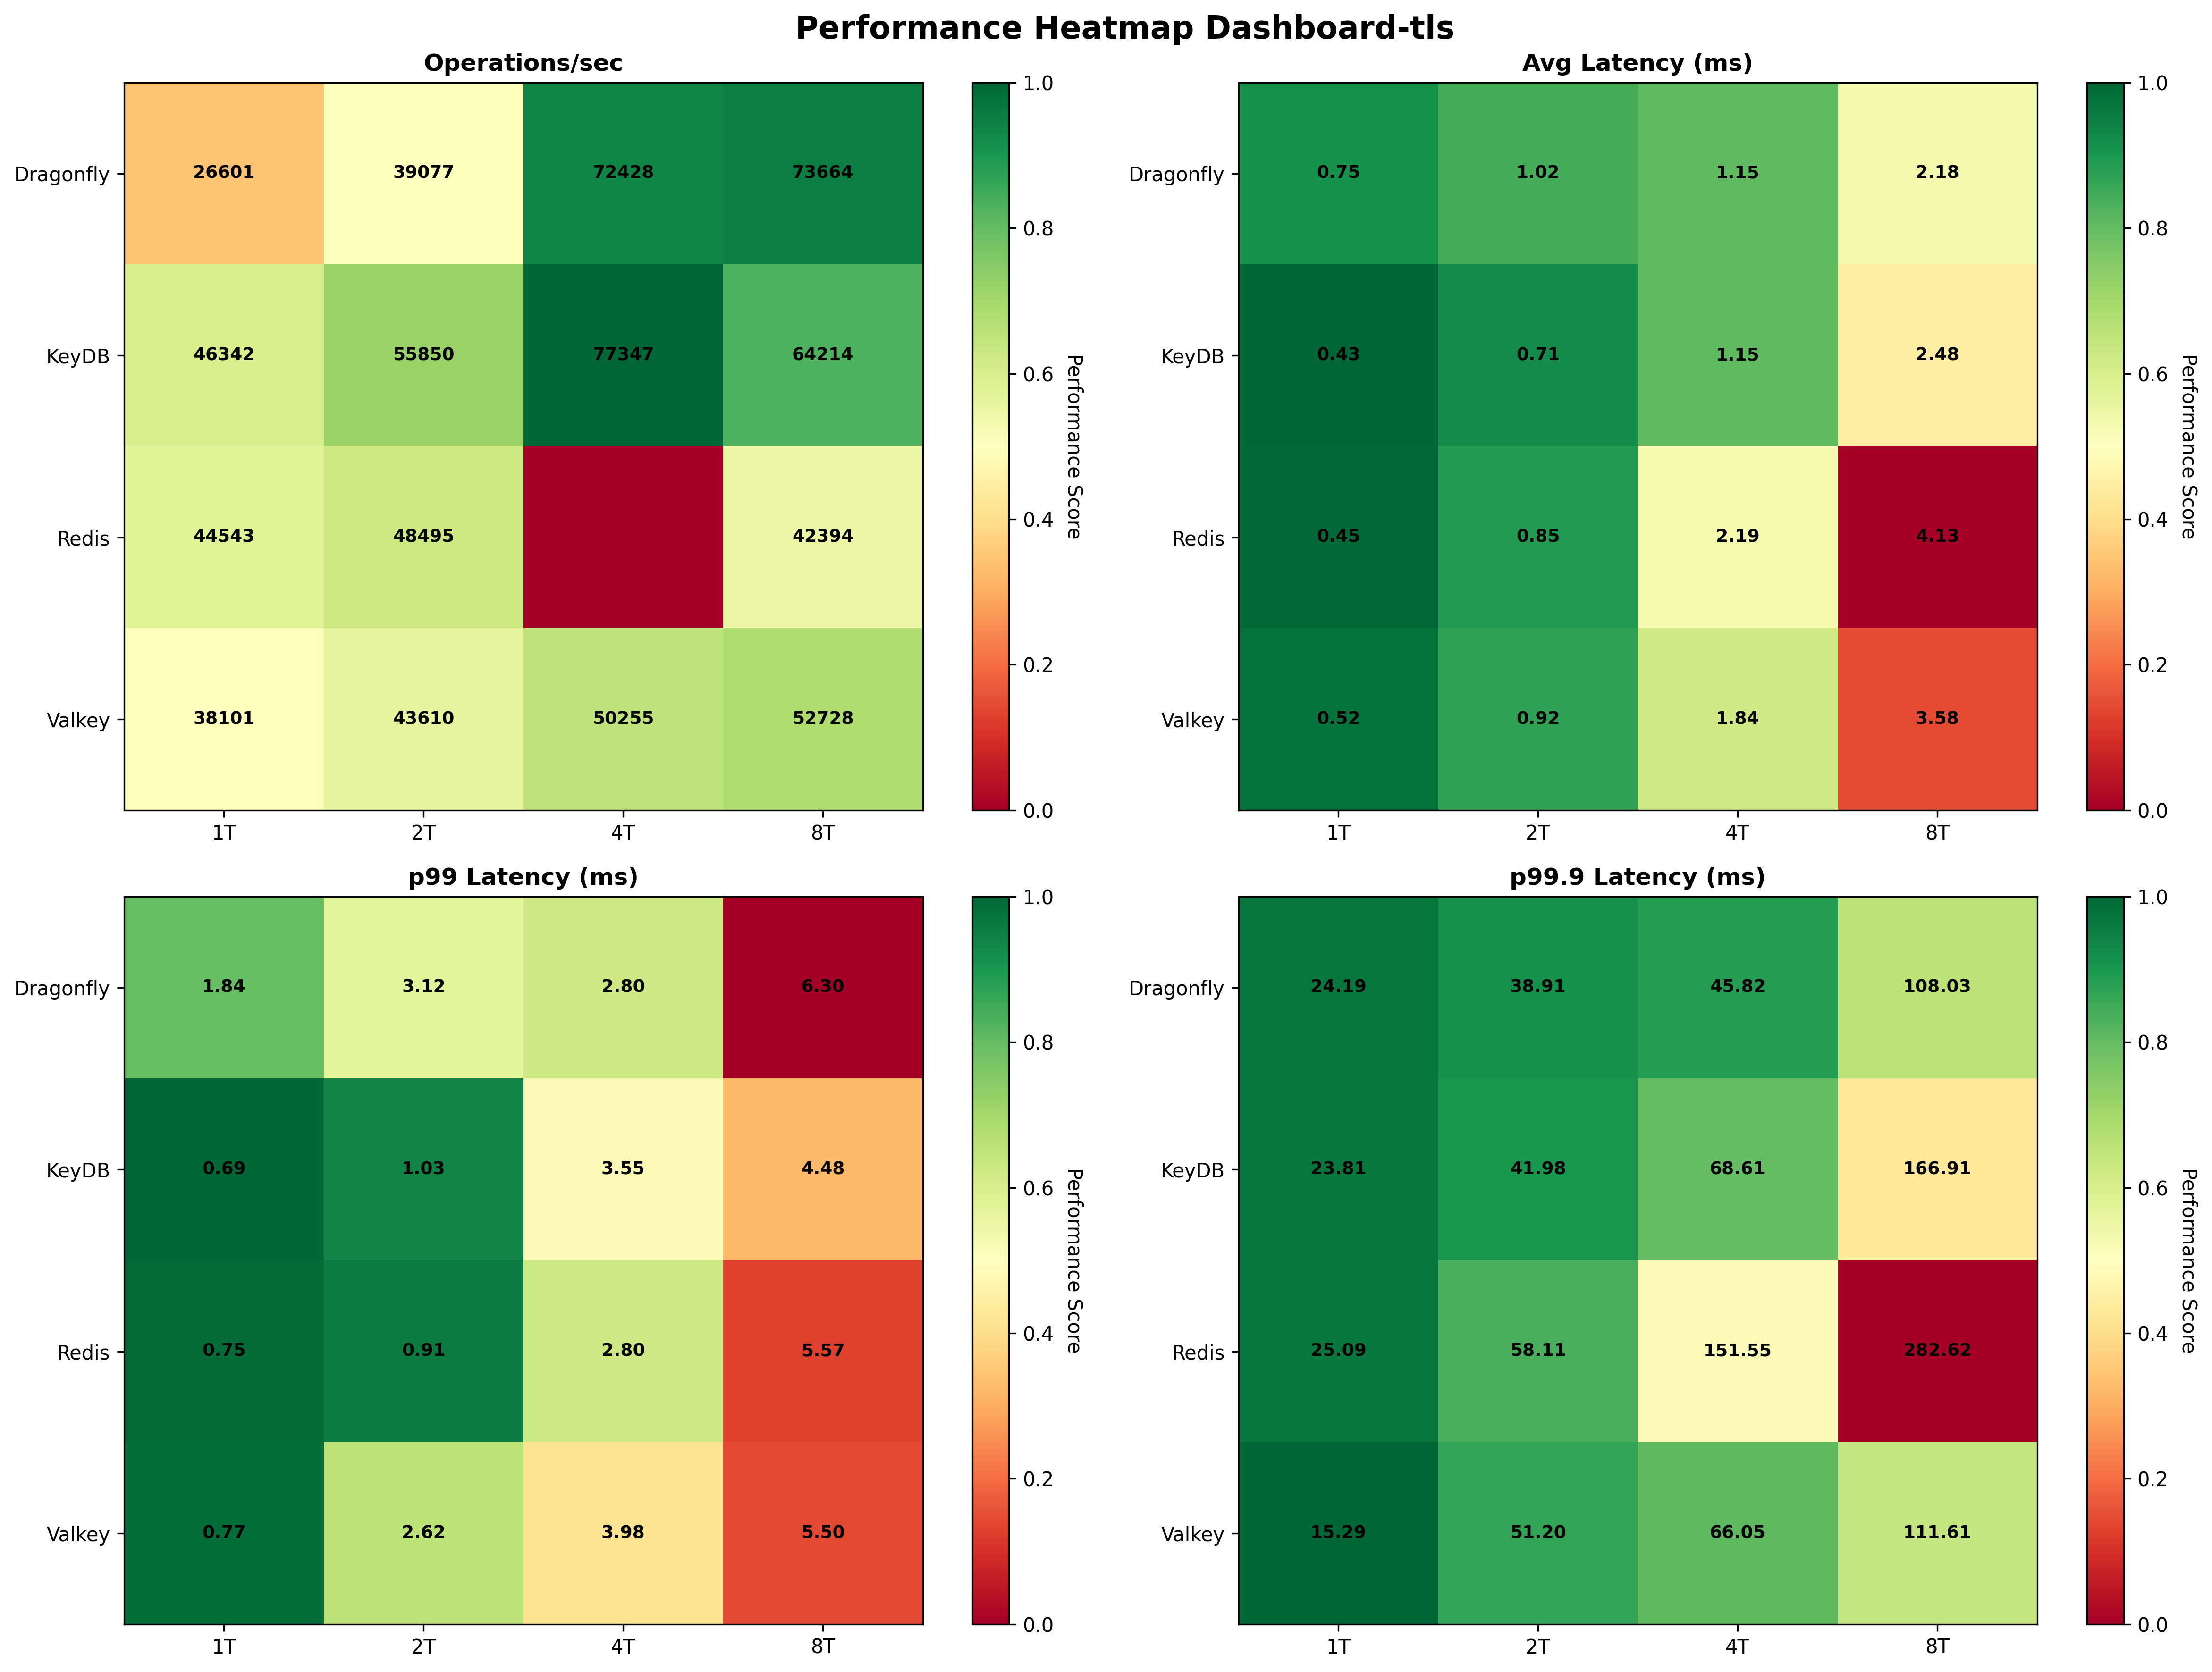 Performance Heatmap Dashboard-tls
Operations/sec
Dragonfly 26601 39077 72428 73664
KeyDB 46342 55850 77347 64214
Redis 44543 48495 42394
Valkey 38101 43610 50255 52728
1T 2T 4T 8T
1.0
0.8
0.6
0.4
0.2
0.0
Performance Score
Avg Latency (ms)
Dragonfly 0.75 1.02 1.15 2.18
KeyDB 0.43 0.71 1.15 2.48
Redis 0.45 0.85 2.19 4.13
Valkey 0.52 0.92 1.84 3.58
1T 2T 4T 8T
1.0
0.8
0.6
0.4
0.2
0.0
Performance Score
p99 Latency (ms)
Dragonfly 1.84 3.12 2.80 6.30
KeyDB 0.69 1.03 3.55 4.48
Redis 0.75 0.91 2.80 5.57
Valkey 0.77 2.62 3.98 5.50
1T 2T 4T 8T
1.0
0.8
0.6
0.4
0.2
0.0
Performance Score
p99.9 Latency (ms)
Dragonfly 24.19 38.91 45.82 108.03
KeyDB 23.81 41.98 68.61 166.91
Redis 25.09 58.11 151.55 282.62
Valkey 15.29 51.20 66.05 111.61
1T 2T 4T 8T
1.0
0.8
0.6
0.4
0.2
0.0
Performance Score